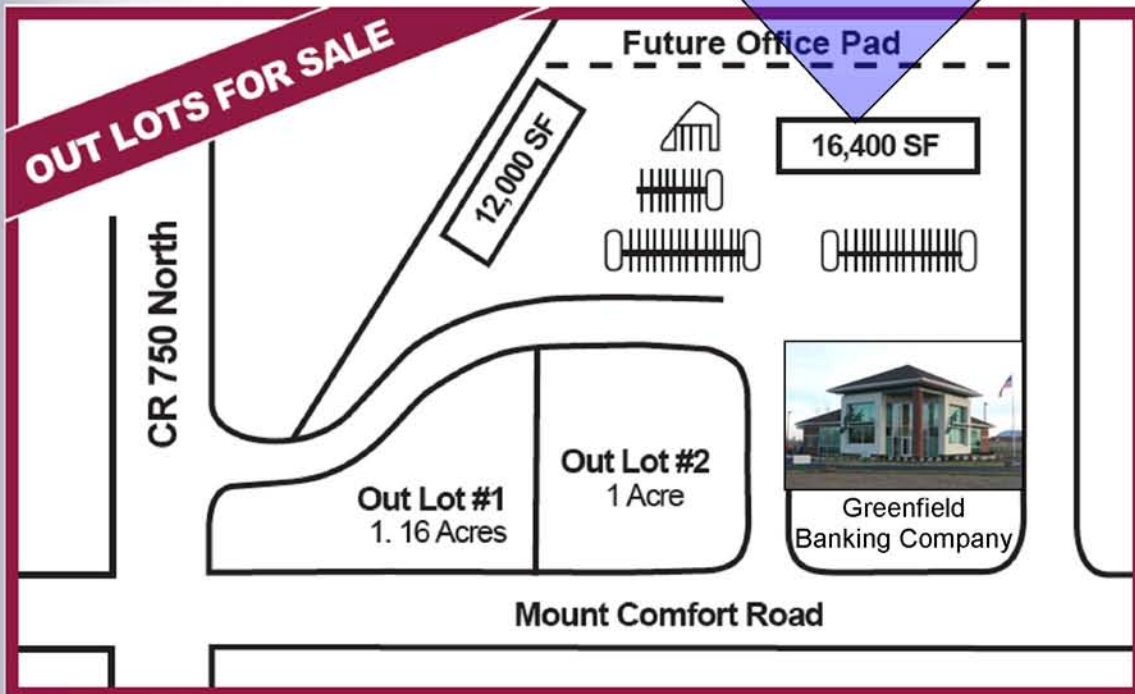 OUT LOTS FOR SALE
Future Office Pad
12,000 SF
16,400 SF
CR 750 North
Out Lot #1
1. 16 Acres
Out Lot #2
1 Acre
Greenfield
Banking Company
Mount Comfort Road